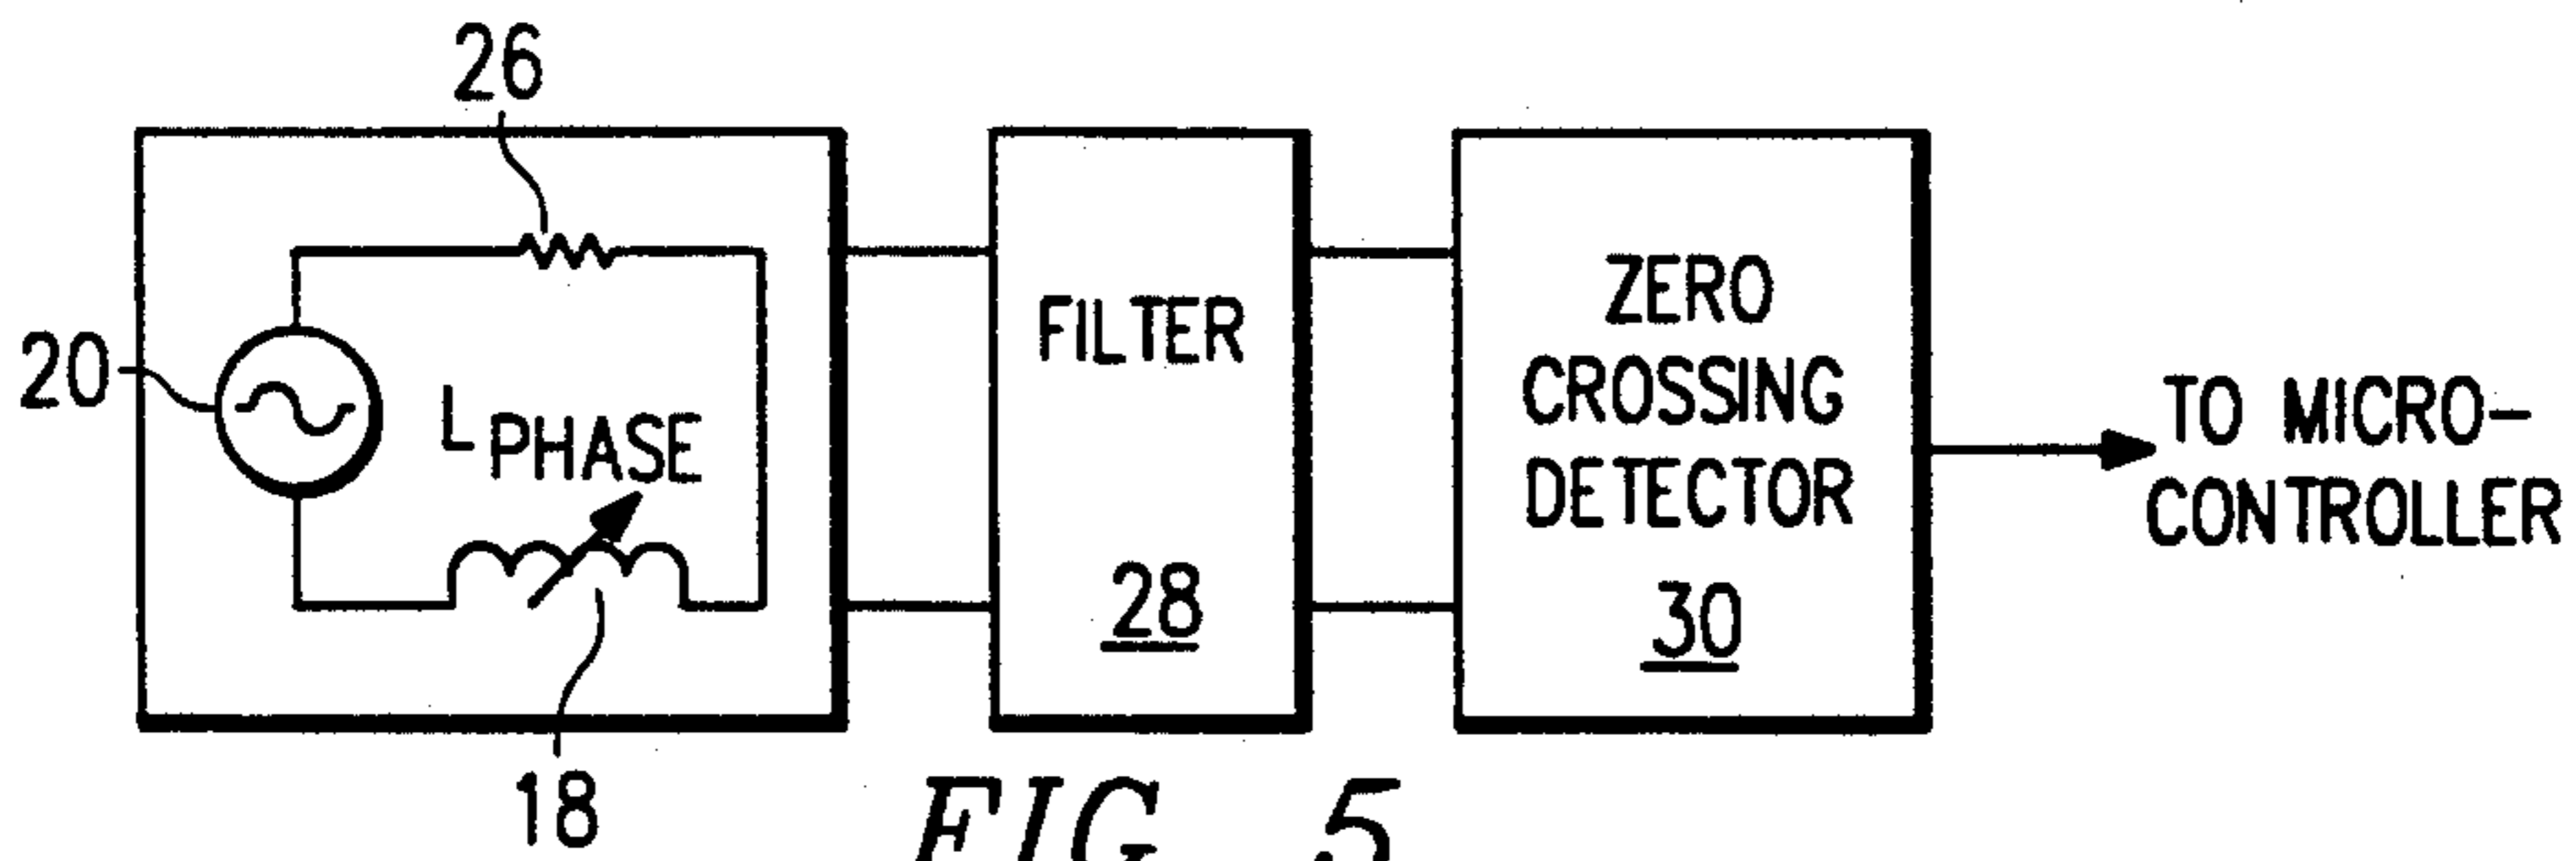 26
20
L PHASE
18
FILTER
28
ZERO
CROSSING
DETECTOR
30
TO MICRO-
CONTROLLER
FIG. 5